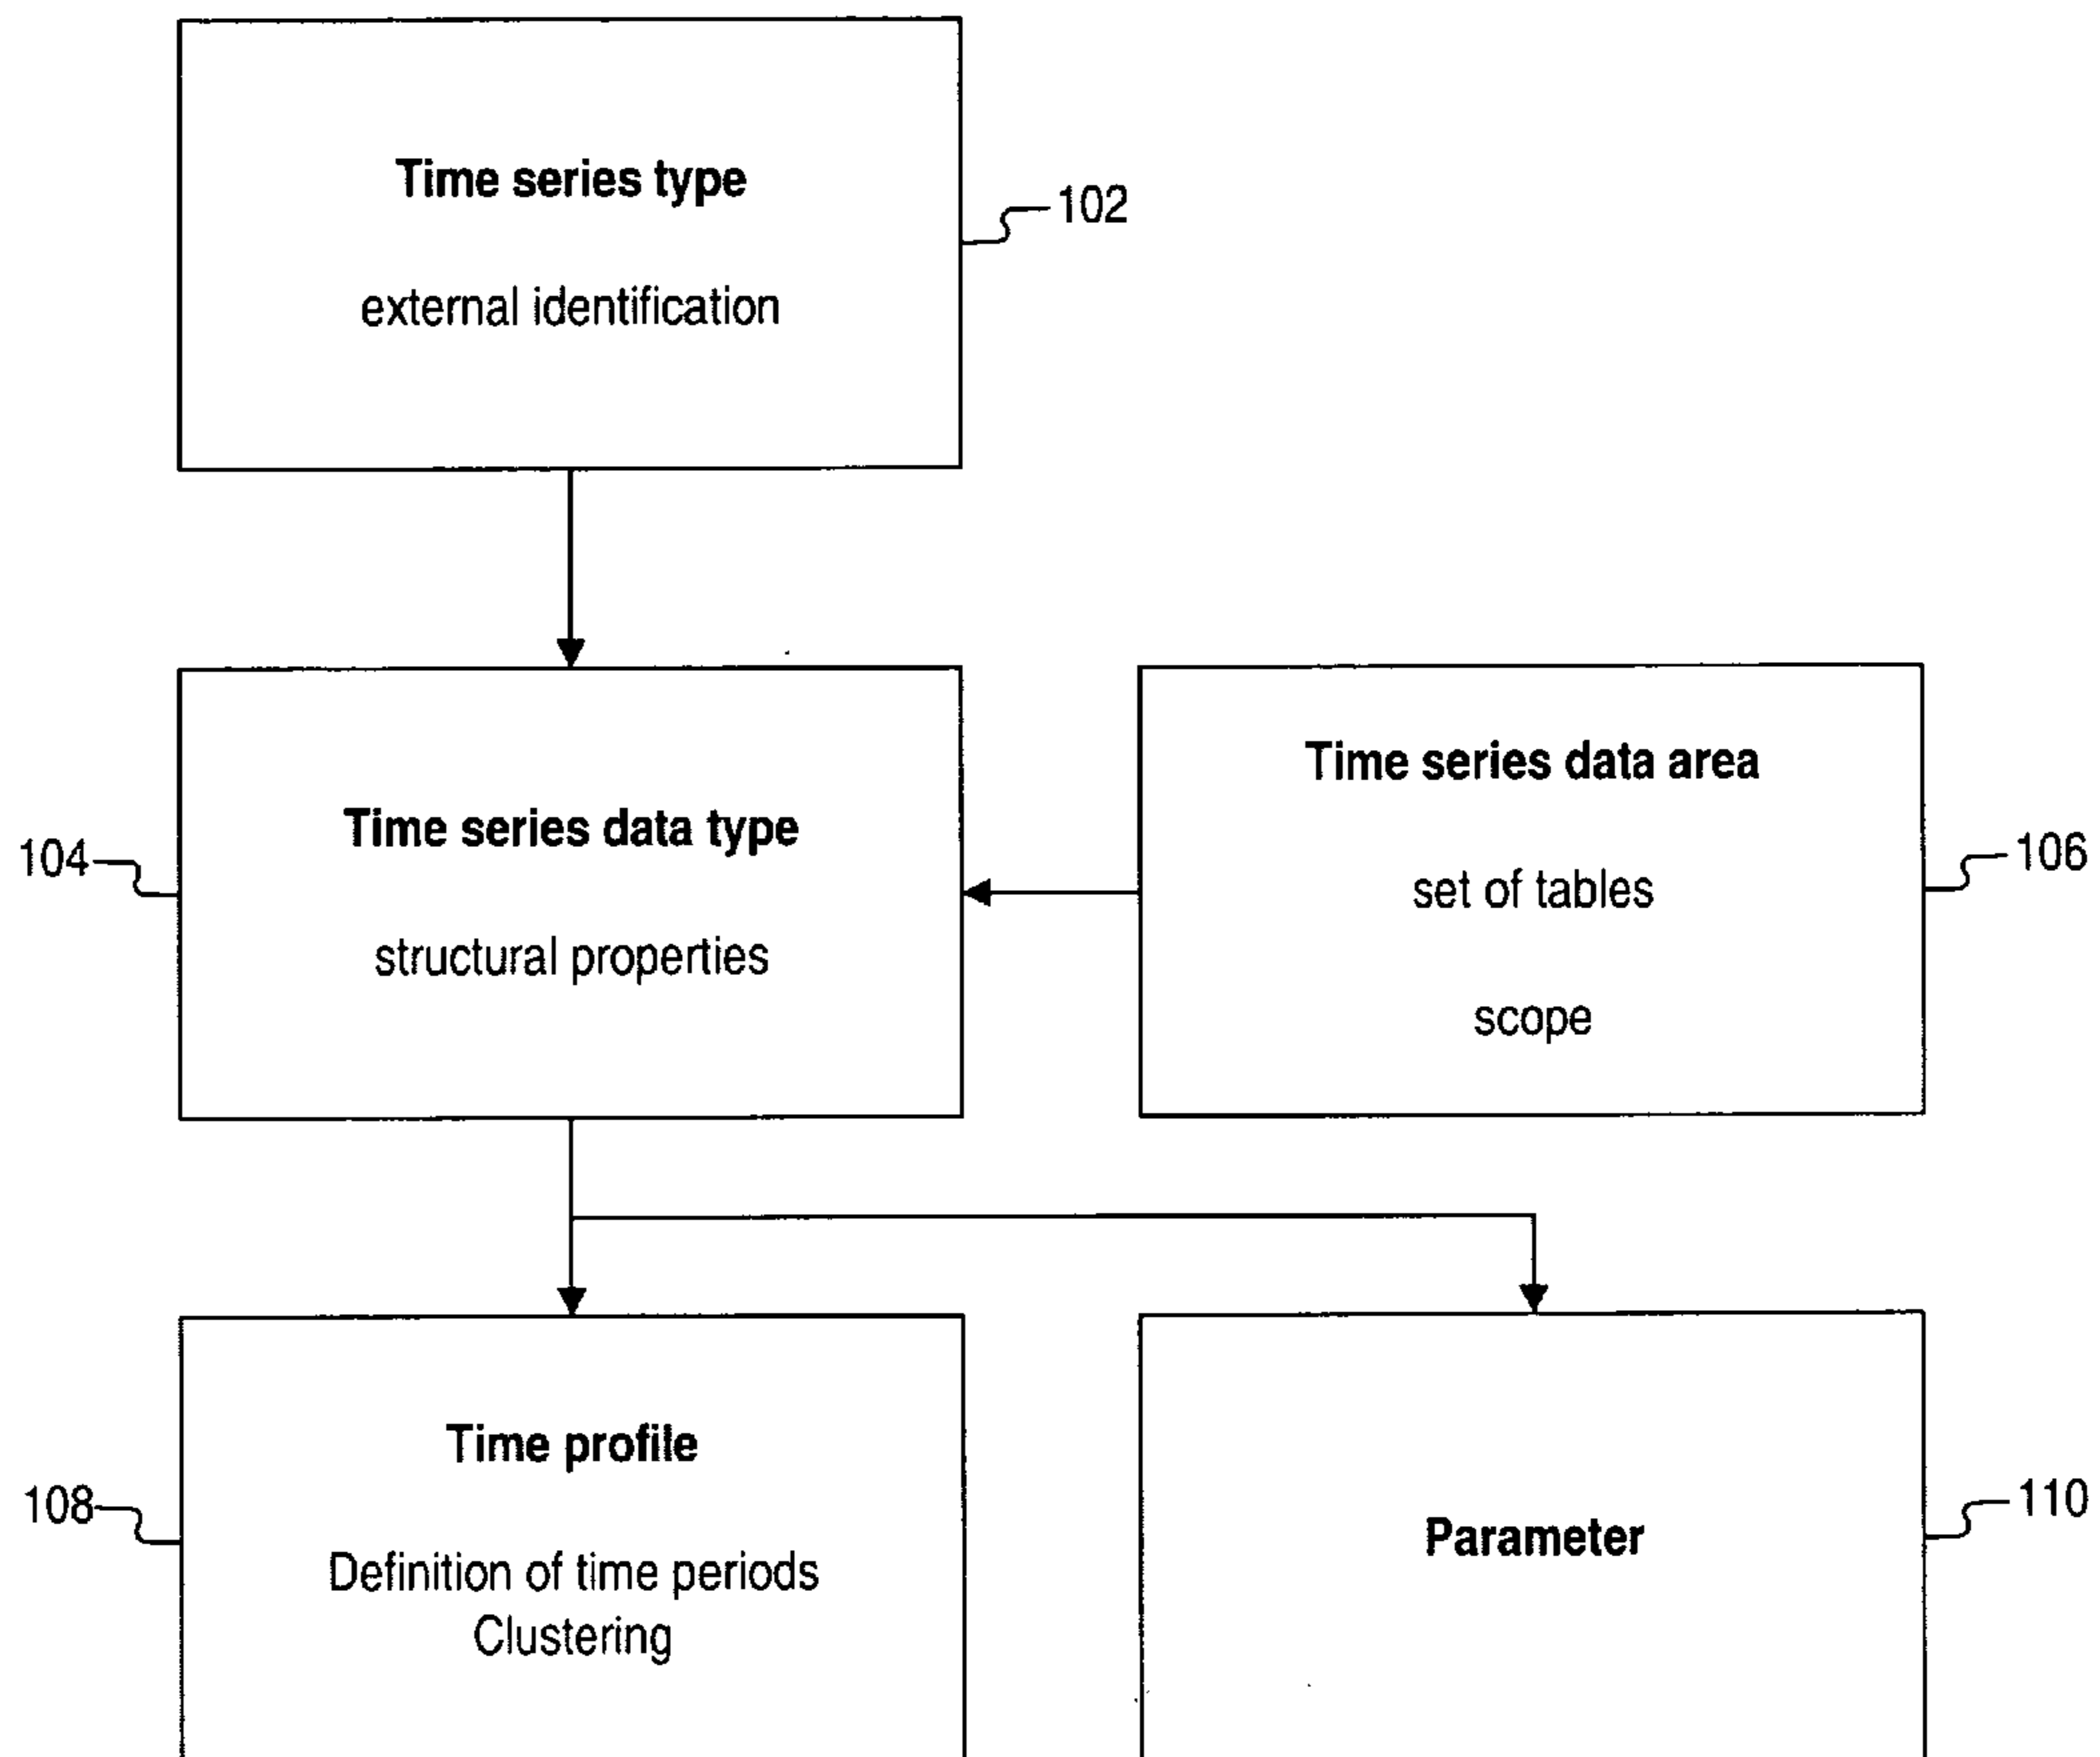 Time series type
external identification
102
Time series data type
structural properties
104
Time series data area
set of tables
scope
106
Time profile
Definition of time periods
Clustering
108
Parameter
110